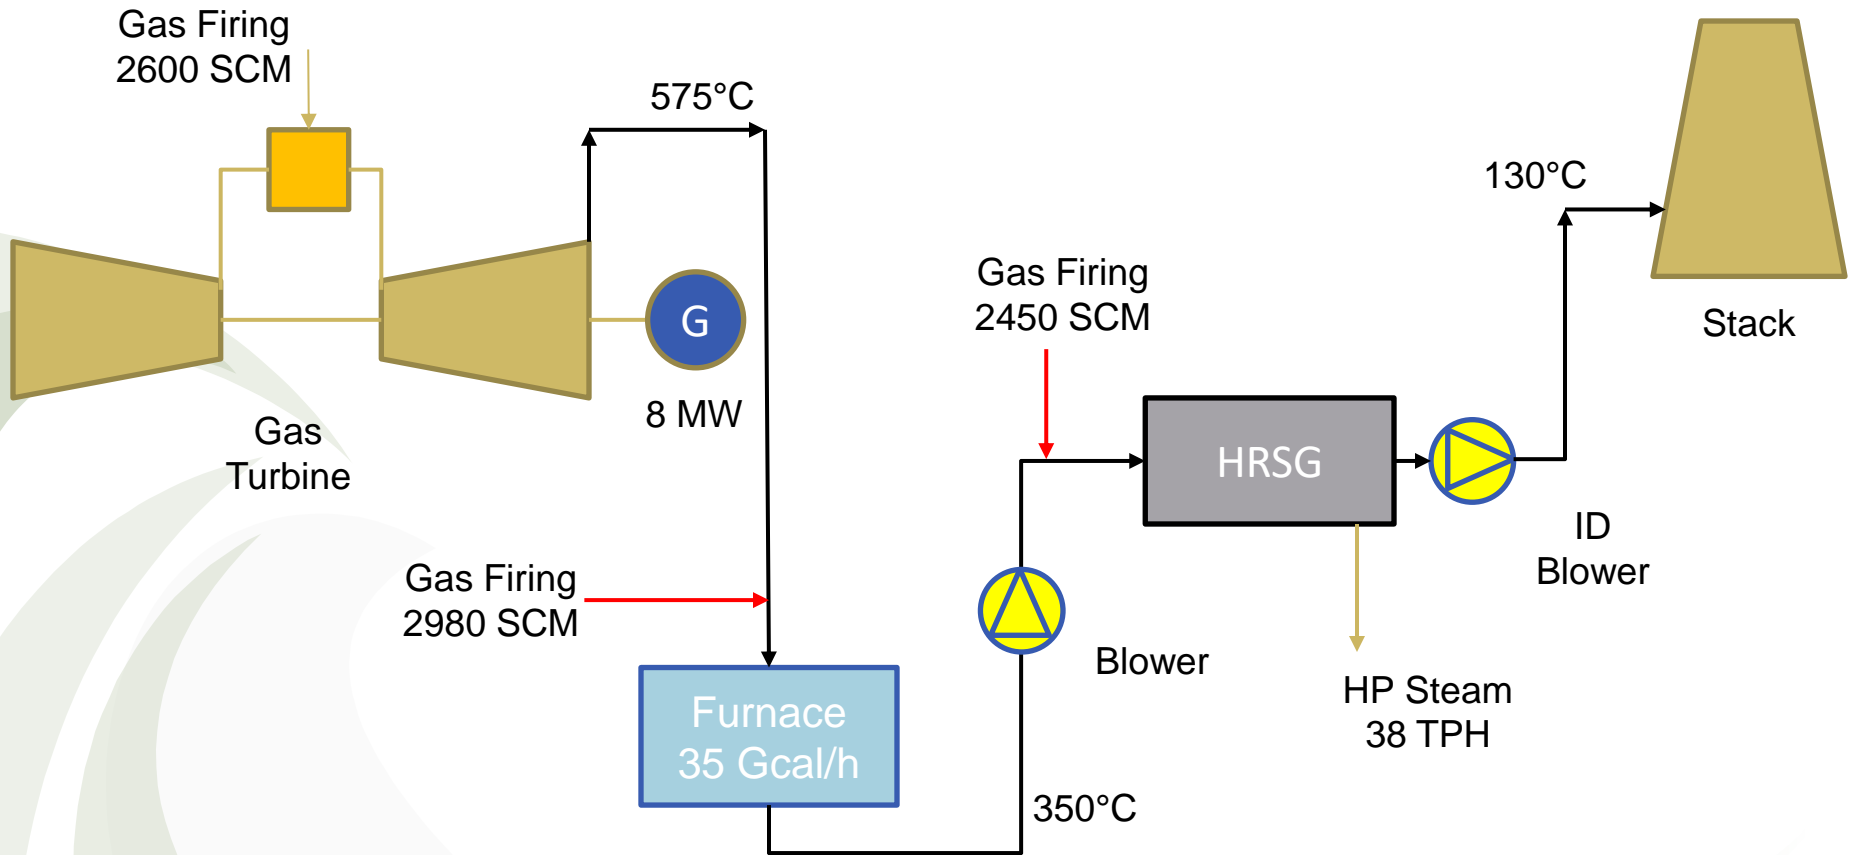 Gas Firing
2600 SCM
575°C
130°C
G
8 MW
Gas
Turbine
Gas Firing
2450 SCM
Stack
HRSG
ID
Blower
Gas Firing
2980 SCM
Blower
HP Steam
38 TPH
Furnace
35 Gcal/h
350°C